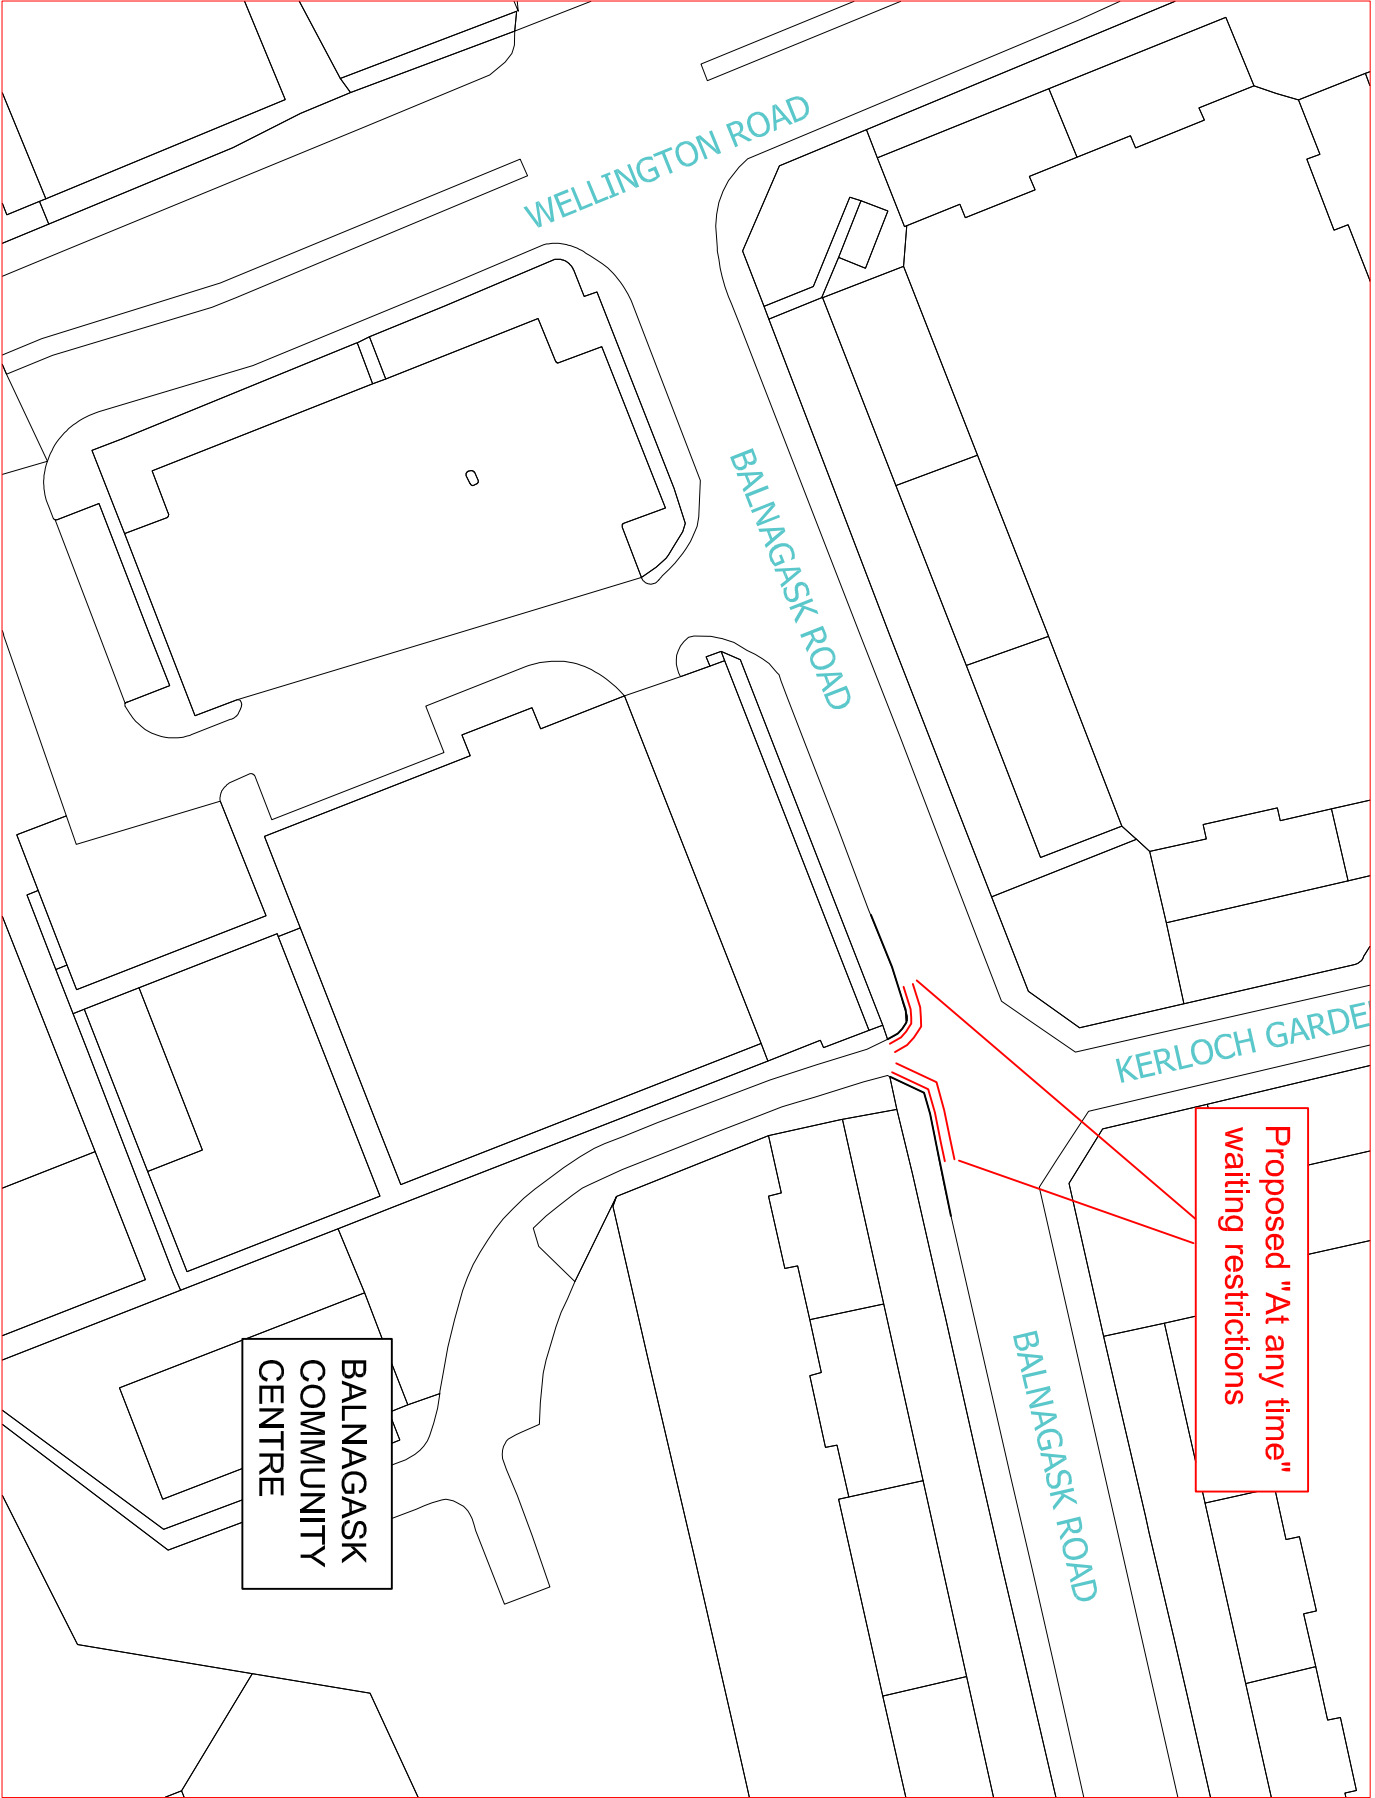 WELLINGTON ROAD
BALNAGASK ROAD
KERLOCH GARDE
Proposed "At any time"
waiting restrictions
BALNAGASK ROAD
BALNAGASK
COMMUNITY
CENTRE